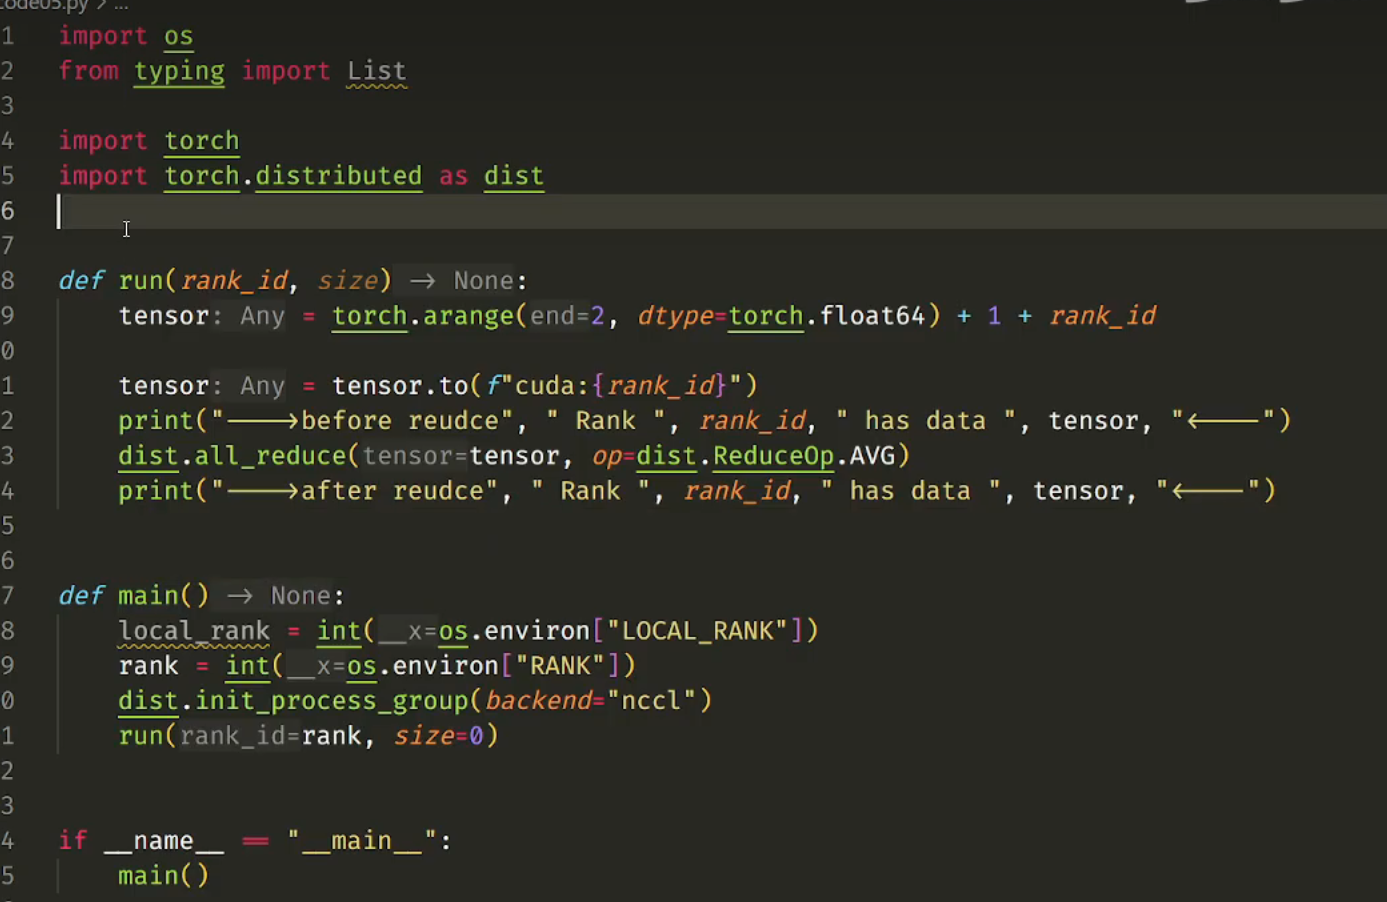 code05.py > ...
1 import os
2 from typing import List
3
4 import torch
5 import torch.distributed as dist
6
7
8 def run(rank_id, size) -> None:
9 tensor: Any = torch.arange(end=2, dtype=torch.float64) + 1 + rank_id
0
1 tensor: Any = tensor.to(f"cuda:{rank_id}")
2 print("---->before reudce", " Rank ", rank_id, " has data ", tensor, "<----")
3 dist.all_reduce(tensor=tensor, op=dist.ReduceOp.AVG)
4 print("---->after reudce", " Rank ", rank_id, " has data ", tensor, "<----")
5
6
7 def main() -> None:
8 local_rank = int(__x=os.environ["LOCAL_RANK"])
9 rank = int(__x=os.environ["RANK"])
0 dist.init_process_group(backend="nccl")
1 run(rank_id=rank, size=0)
2
3
4 if __name__ == "__main__":
5 main()